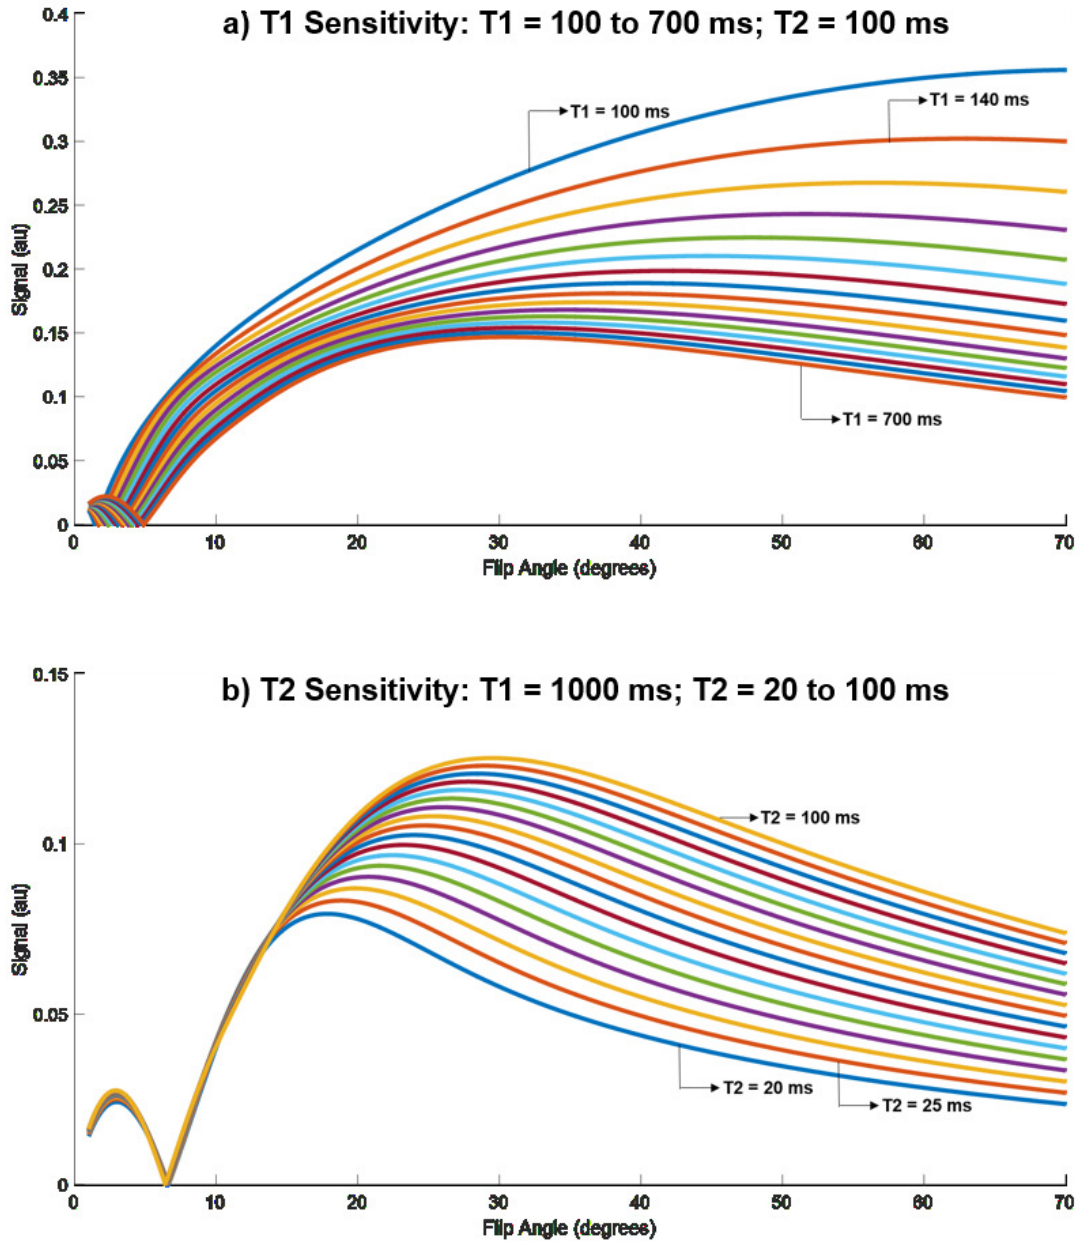 a) T1 Sensitivity: T1 = 100 to 700 ms; T2 = 100 ms
0.4
0.35
0.3
0.25
0.2
0.15
0.1
0.05
0
Signal (au)
T1 = 100 ms
T1 = 140 ms
T1 = 700 ms
0 10 20 30 40 50 60 70
Flip Angle (degrees)
b) T2 Sensitivity: T1 = 1000 ms; T2 = 20 to 100 ms
0.15
0.1
0.05
0
Signal (au)
T2 = 100 ms
T2 = 20 ms
T2 = 25 ms
0 10 20 30 40 50 60 70
Flip Angle (degrees)